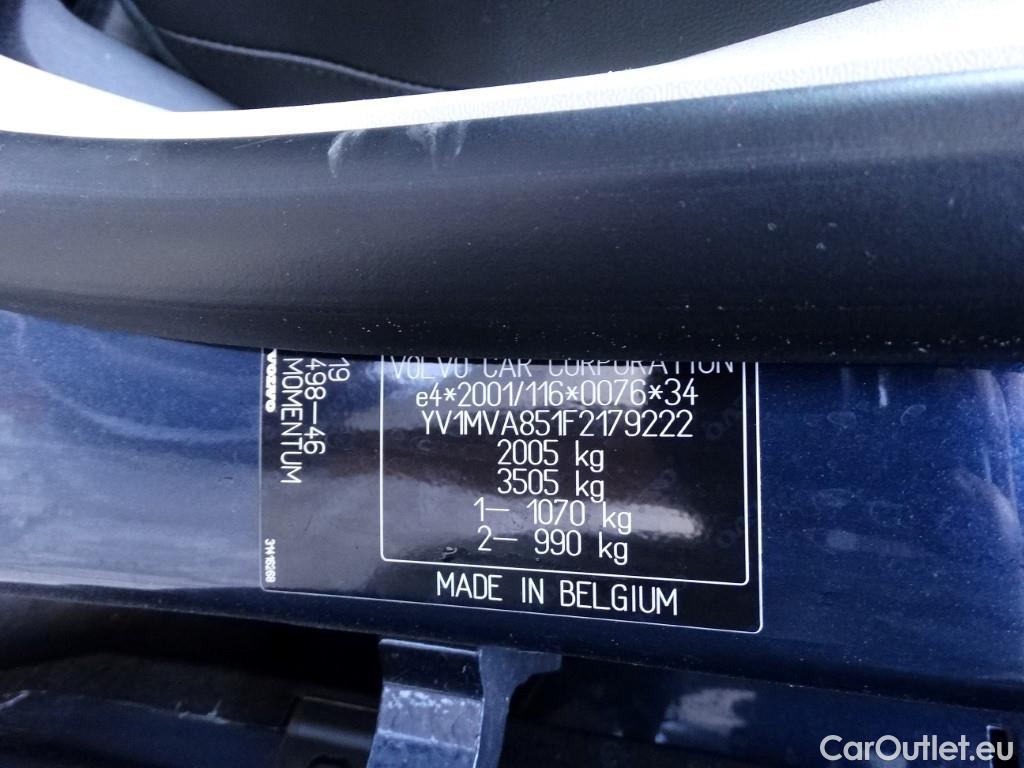 VOLVO CAR CORPORATION
e4*2001/116*0076*34
YV1MVA851F2179222
2005 kg
3505 kg
1— 1070 kg
2— 990 kg
MADE IN BELGIUM
19
498–46
MOMENTUM
VOLVO
31416268
CarOutlet.eu